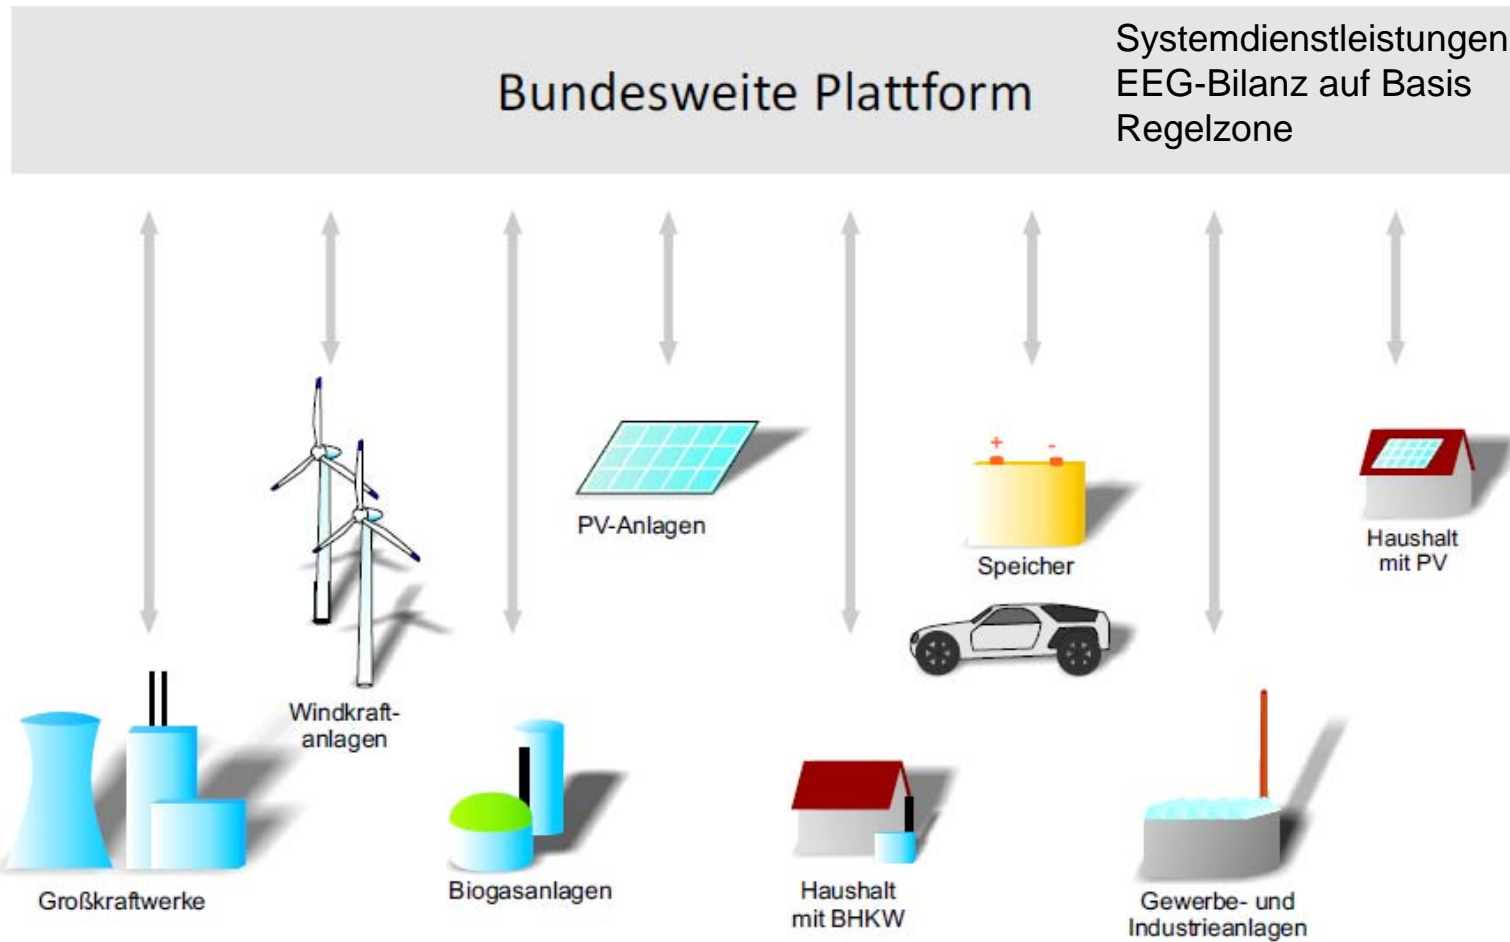 Bundesweite Plattform
Systemdienstleistungen
EEG-Bilanz auf Basis
Regelzone
PV-Anlagen
+ -
Speicher
Haushalt
mit PV
Windkraft-
anlagen
Großkraftwerke
Biogasanlagen
Haushalt
mit BHKW
Gewerbe- und
Industrieanlagen